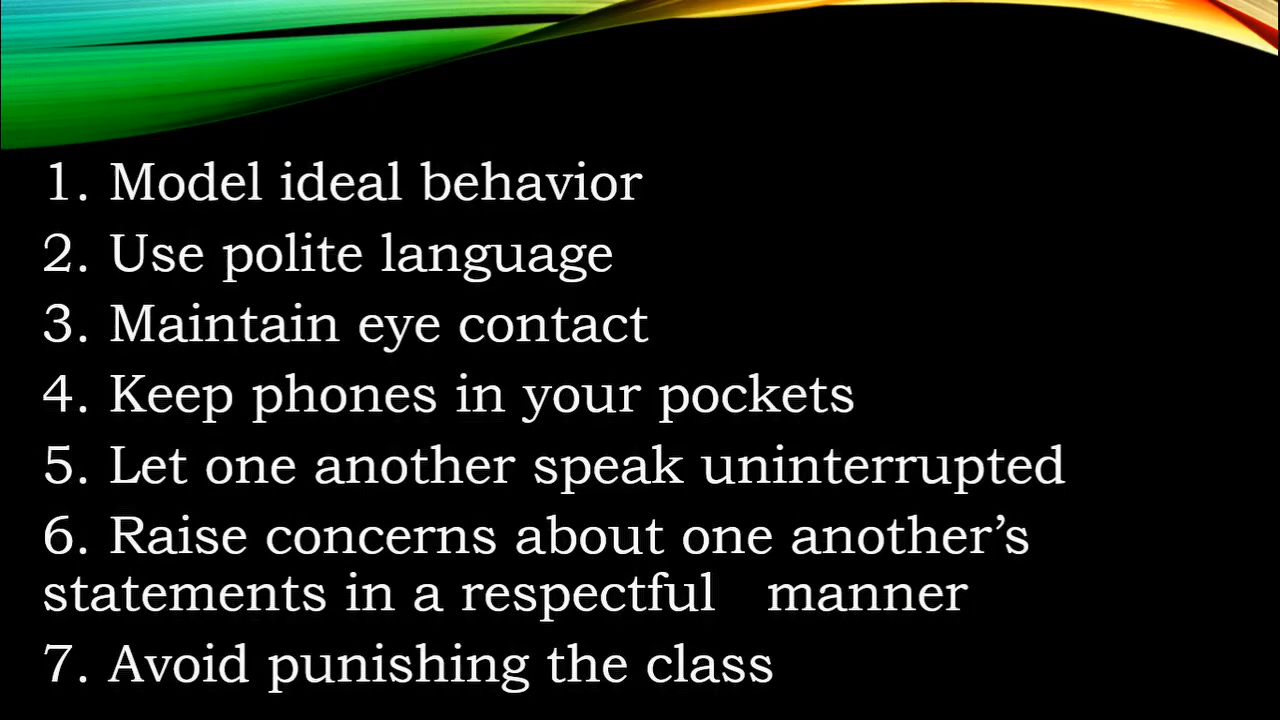 1. Model ideal behavior
2. Use polite language
3. Maintain eye contact
4. Keep phones in your pockets
5. Let one another speak uninterrupted
6. Raise concerns about one another’s
statements in a respectful   manner
7. Avoid punishing the class